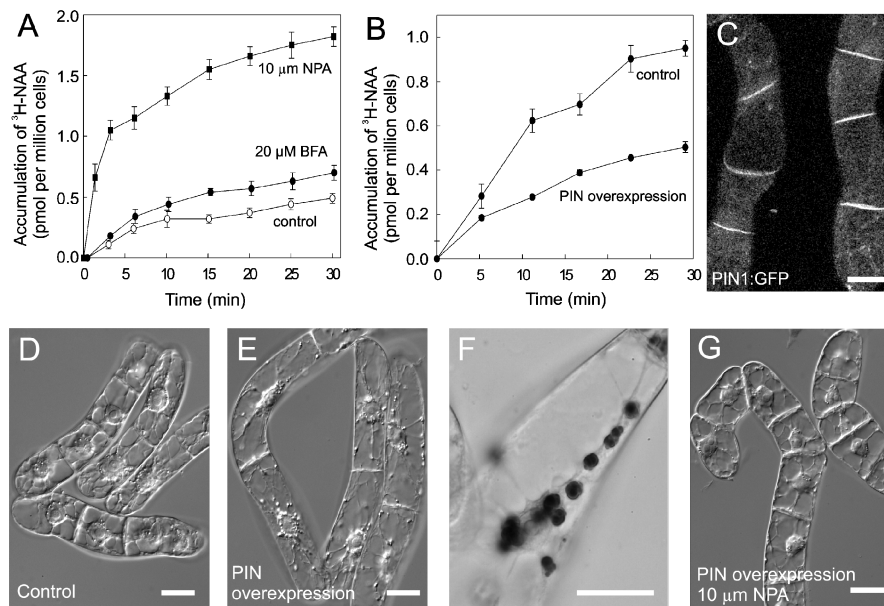 A
2.0
1.5
1.0
0.5
0.0
Accumulation of ³H-NAA
(pmol per million cells)
10 µm NPA
20 µM BFA
control
0 5 10 15 20 25 30
Time (min)
B
1.0
0.8
0.6
0.4
0.2
0.0
Accumulation of ³H-NAA
(pmol per million cells)
control
PIN overexpression
0 5 10 15 20 25 30
Time (min)
C
PIN1:GFP
D
Control
E
PIN
overexpression
F
G
PIN overexpression
10 µm NPA